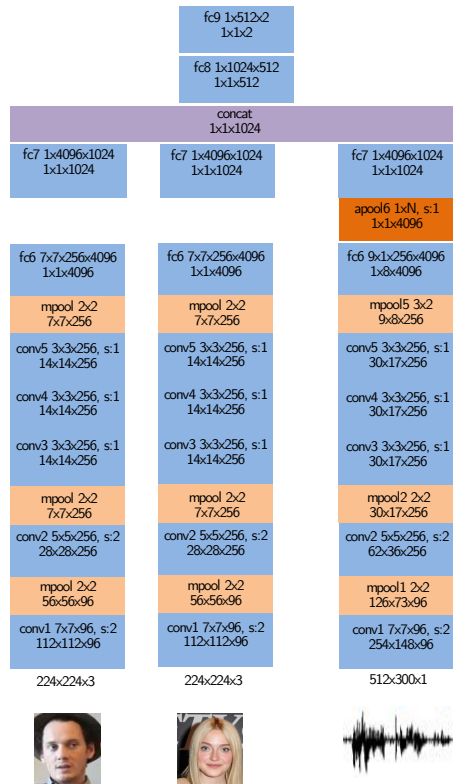 fc9 1x512x2
1x1x2
fc8 1x1024x512
1x1x512
concat
1x1x1024
fc7 1x4096x1024
1x1x1024
fc7 1x4096x1024
1x1x1024
fc7 1x4096x1024
1x1x1024
apool6 1xN, s:1
1x1x4096
fc6 7x7x256x4096
1x1x4096
fc6 7x7x256x4096
1x1x4096
fc6 9x1x256x4096
1x8x4096
mpool 2x2
7x7x256
mpool 2x2
7x7x256
mpool5 3x2
9x8x256
conv5 3x3x256, s:1
14x14x256
conv5 3x3x256, s:1
14x14x256
conv5 3x3x256, s:1
30x17x256
conv4 3x3x256, s:1
14x14x256
conv4 3x3x256, s:1
14x14x256
conv4 3x3x256, s:1
30x17x256
conv3 3x3x256, s:1
14x14x256
conv3 3x3x256, s:1
14x14x256
conv3 3x3x256, s:1
30x17x256
mpool 2x2
7x7x256
mpool 2x2
7x7x256
mpool2 2x2
30x17x256
conv2 5x5x256, s:2
28x28x256
conv2 5x5x256, s:2
28x28x256
conv2 5x5x256, s:2
62x36x256
mpool 2x2
56x56x96
mpool 2x2
56x56x96
mpool1 2x2
126x73x96
conv1 7x7x96, s:2
112x112x96
conv1 7x7x96, s:2
112x112x96
conv1 7x7x96, s:2
254x148x96
224x224x3
224x224x3
512x300x1